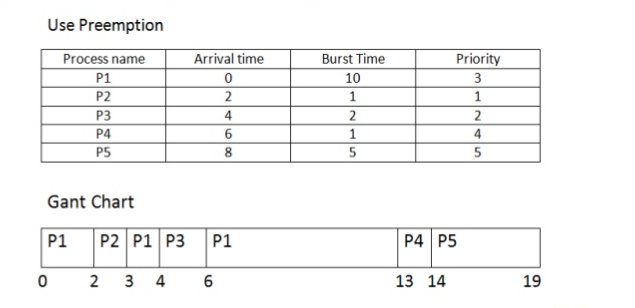 Use Preemption
Process name Arrival time Burst Time Priority
P1 0 10 3
P2 2 1 1
P3 4 2 2
P4 6 1 4
P5 8 5 5
Gant Chart
P1 P2 P1 P3 P1 P4 P5
0 2 3 4 6 13 14 19